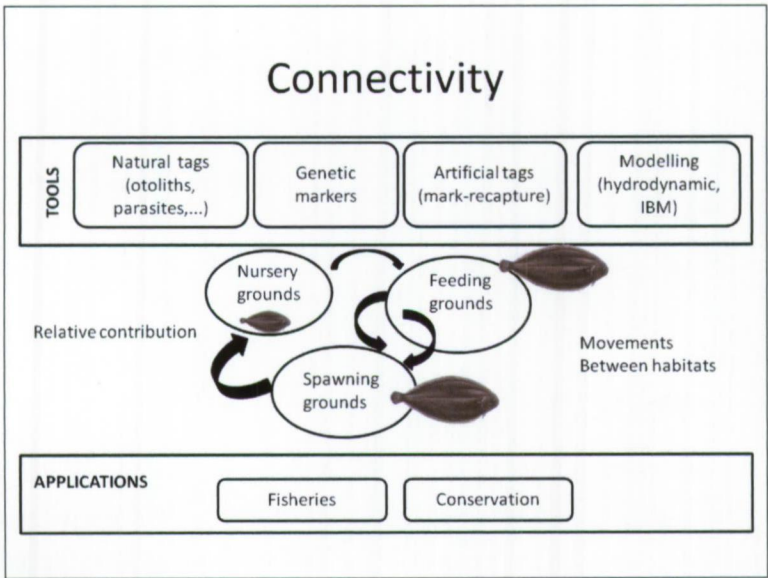 Connectivity
TOOLS
Natural tags
(otoliths,
parasites,...)
Genetic
markers
Artificial tags
(mark-recapture)
Modelling
(hydrodynamic,
IBM)
Nursery
grounds
Feeding
grounds
Relative contribution
Movements
Between habitats
Spawning
grounds
APPLICATIONS
Fisheries
Conservation